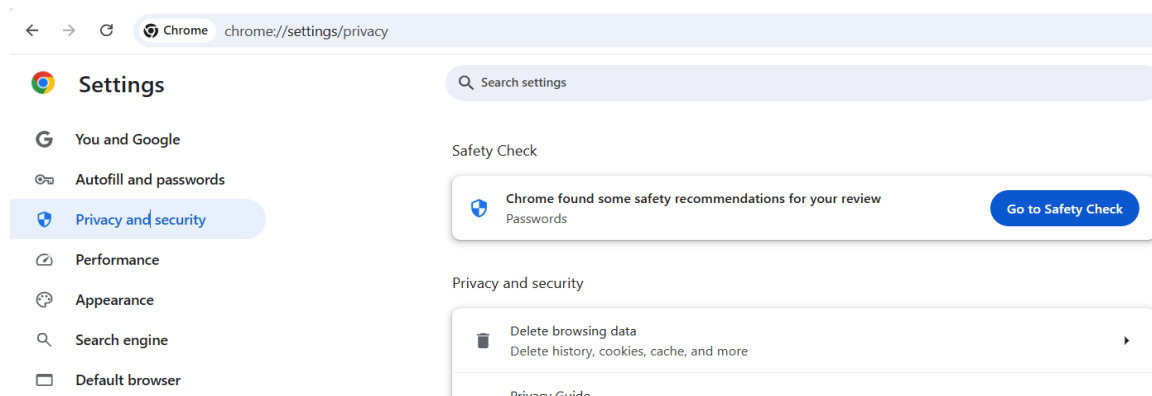 Chrome chrome://settings/privacy
Settings
Search settings
You and Google
Autofill and passwords
Privacy and security
Performance
Appearance
Search engine
Default browser
Safety Check
Chrome found some safety recommendations for your review
Passwords
Go to Safety Check
Privacy and security
Delete browsing data
Delete history, cookies, cache, and more
Privacy Guide